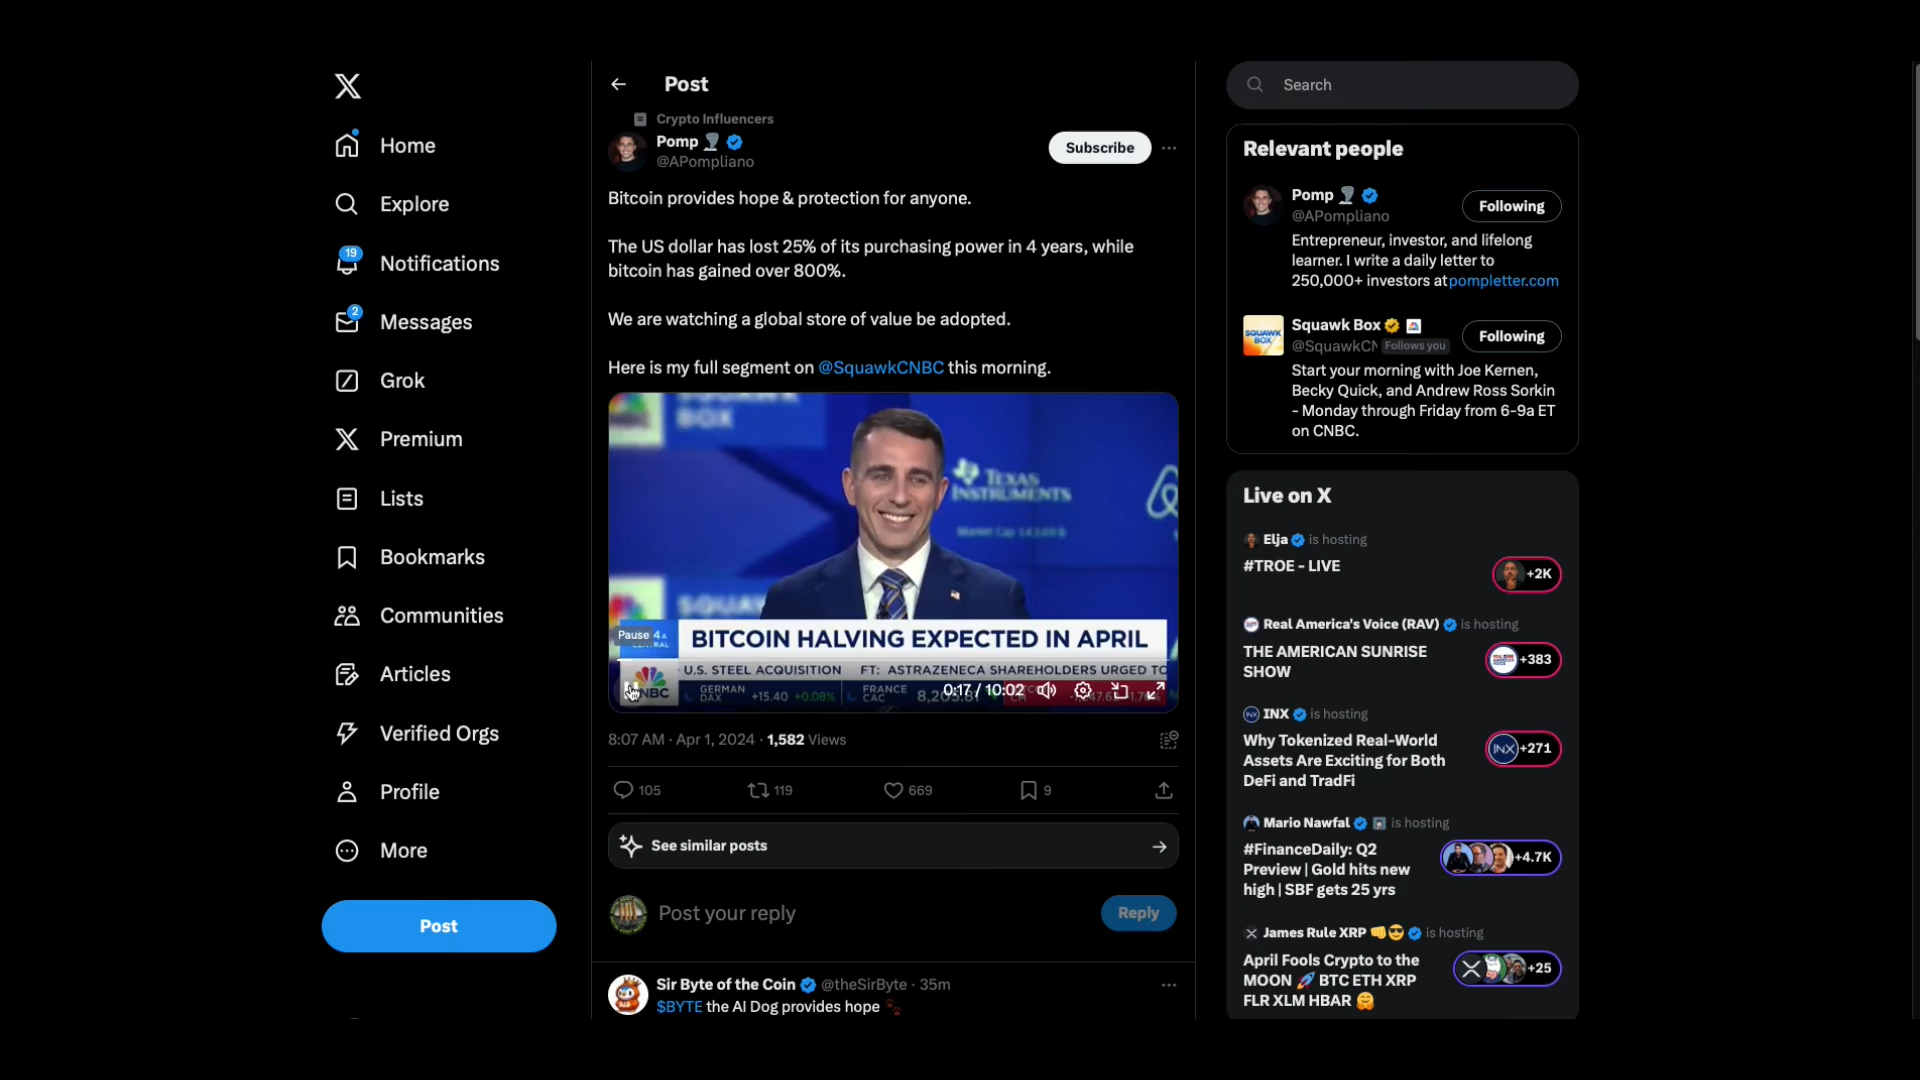 Home
Explore
19
Notifications
2
Messages
Grok
Premium
Lists
Bookmarks
Communities
Articles
Verified Orgs
Profile
More
Post
Post
Crypto Influencers
Pomp
@APompliano
Subscribe
Bitcoin provides hope & protection for anyone.
The US dollar has lost 25% of its purchasing power in 4 years, while
bitcoin has gained over 800%.
We are watching a global store of value be adopted.
Here is my full segment on @SquawkCNBC this morning.
SQUAWK
BOX
TEXAS
INSTRUMENTS
Pause
BITCOIN HALVING EXPECTED IN APRIL
U.S. STEEL ACQUISITION FT: ASTRAZENECA SHAREHOLDERS URGED TO
GERMAN
DAX +15.40 +0.08%
FRANCE
CAC
0:17 / 10:02
8:07 AM · Apr 1, 2024 · 1,582 Views
105
119
669
9
See similar posts
Post your reply
Reply
Sir Byte of the Coin @theSirByte · 35m
$BYTE the AI Dog provides hope
Search
Relevant people
Pomp
@APompliano
Following
Entrepreneur, investor, and lifelong
learner. I write a daily letter to
250,000+ investors at pompletter.com
SQUAWK
BOX
Squawk Box
@SquawkCN Follows you
Following
Start your morning with Joe Kernen,
Becky Quick, and Andrew Ross Sorkin
- Monday through Friday from 6-9a ET
on CNBC.
Live on X
Elja is hosting
#TROE - LIVE
+2K
Real America's Voice (RAV) is hosting
THE AMERICAN SUNRISE
SHOW
+383
INX is hosting
Why Tokenized Real-World
Assets Are Exciting for Both
DeFi and TradFi
INX +271
Mario Nawfal is hosting
#FinanceDaily: Q2
Preview | Gold hits new
high | SBF gets 25 yrs
+4.7K
James Rule XRP is hosting
April Fools Crypto to the
MOON 🚀 BTC ETH XRP
FLR XLM HBAR 🤗
+25